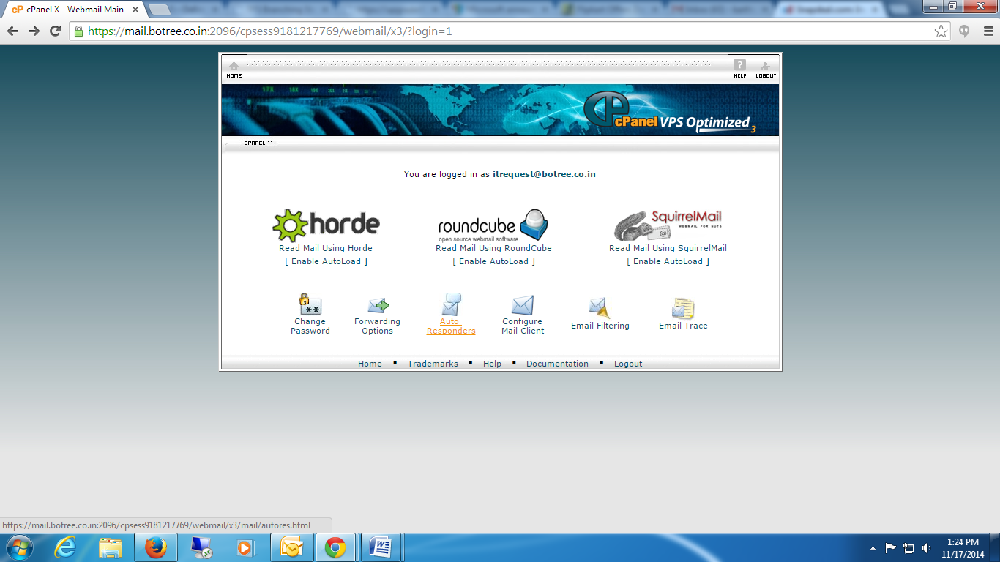 cPanel X - Webmail Main
https://mail.botree.co.in:2096/cpsess9181217769/webmail/x3/?login=1
HOME
HELP
LOGOUT
cPanel VPS Optimized 3
CPANEL 11
You are logged in as itrequest@botree.co.in
horde
roundcube
open source webmail software
SquirrelMail
WEBMAIL FOR NUTS
Read Mail Using Horde
Read Mail Using RoundCube
Read Mail Using SquirrelMail
[ Enable AutoLoad ]
[ Enable AutoLoad ]
[ Enable AutoLoad ]
Change
Password
Forwarding
Options
Auto
Responders
Configure
Mail Client
Email Filtering
Email Trace
Home ▪ Trademarks ▪ Help ▪ Documentation ▪ Logout
https://mail.botree.co.in:2096/cpsess9181217769/webmail/x3/mail/autores.html
1:24 PM
11/17/2014